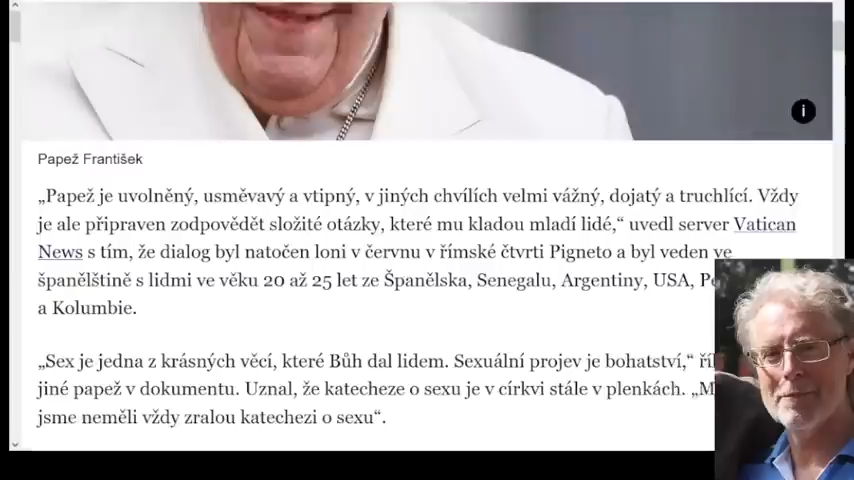 i
Papež František
„Papež je uvolněný, usměvavý a vtipný, v jiných chvílích velmi vážný, dojatý a truchlící. Vždy
je ale připraven zodpovědět složité otázky, které mu kladou mladí lidé,“ uvedl server Vatican
News s tím, že dialog byl natočen loni v červnu v římské čtvrti Pigneto a byl veden ve
španělštině s lidmi ve věku 20 až 25 let ze Španělska, Senegalu, Argentiny, USA,
a Kolumbie.
„Sex je jedna z krásných věcí, které Bůh dal lidem. Sexuální projev je bohatství,“
jiné papež v dokumentu. Uznal, že katecheze o sexu je v církvi stále v plenkách.
jsme neměli vždy zralou katechezi o sexu“.